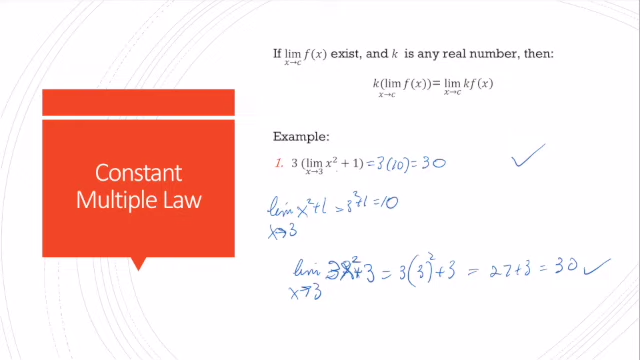 Constant
Multiple Law
If lim f(x) exist, and k is any real number, then:
x→c
k(lim f(x))= lim kf(x)
x→c x→c
Example:
1. 3 (lim x² + 1) = 3(10) = 30 ✓
x→3
lim x²+1 = 3²+1 = 10
x→3
lim 3x²+3 = 3(3)²+3 = 27+3 = 30 ✓
x→3